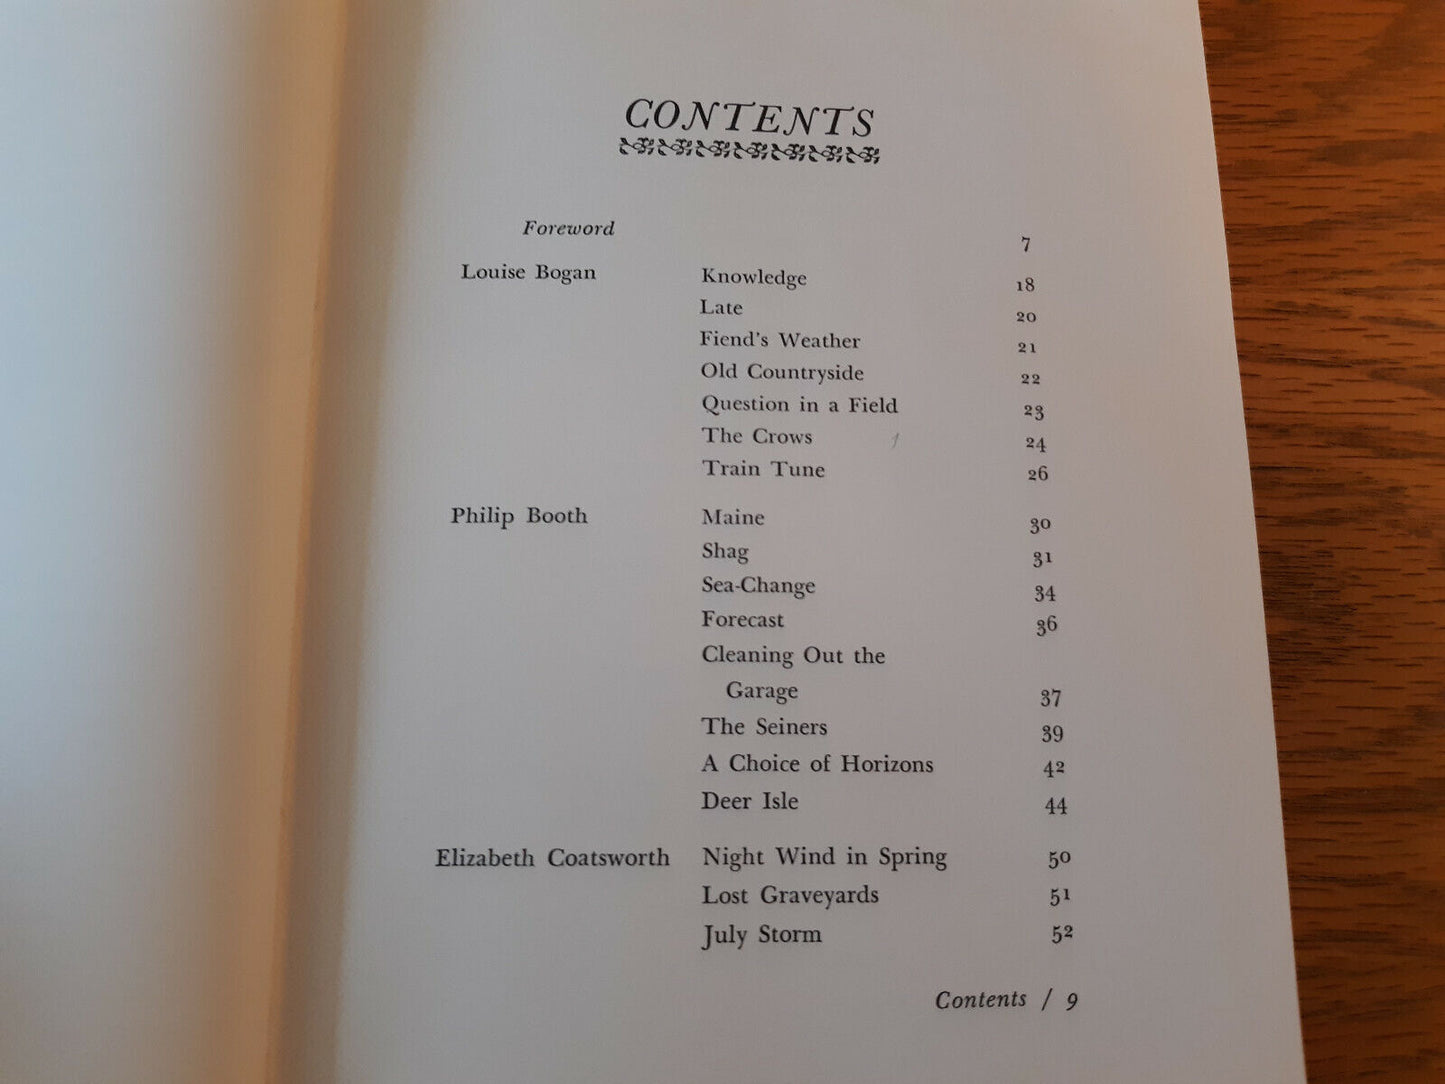 CONTENTS
Foreword 7
Louise Bogan Knowledge 18
Late 20
Fiend's Weather 21
Old Countryside 22
Question in a Field 23
The Crows 24
Train Tune 26
Philip Booth Maine 30
Shag 31
Sea-Change 34
Forecast 36
Cleaning Out the
Garage 37
The Seiners 39
A Choice of Horizons 42
Deer Isle 44
Elizabeth Coatsworth Night Wind in Spring 50
Lost Graveyards 51
July Storm 52
Contents / 9